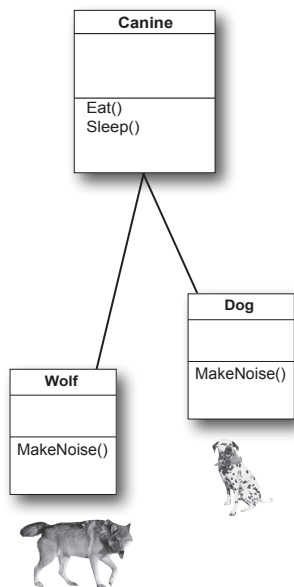 Canine
Eat()
Sleep()
Dog
MakeNoise()
Wolf
MakeNoise()